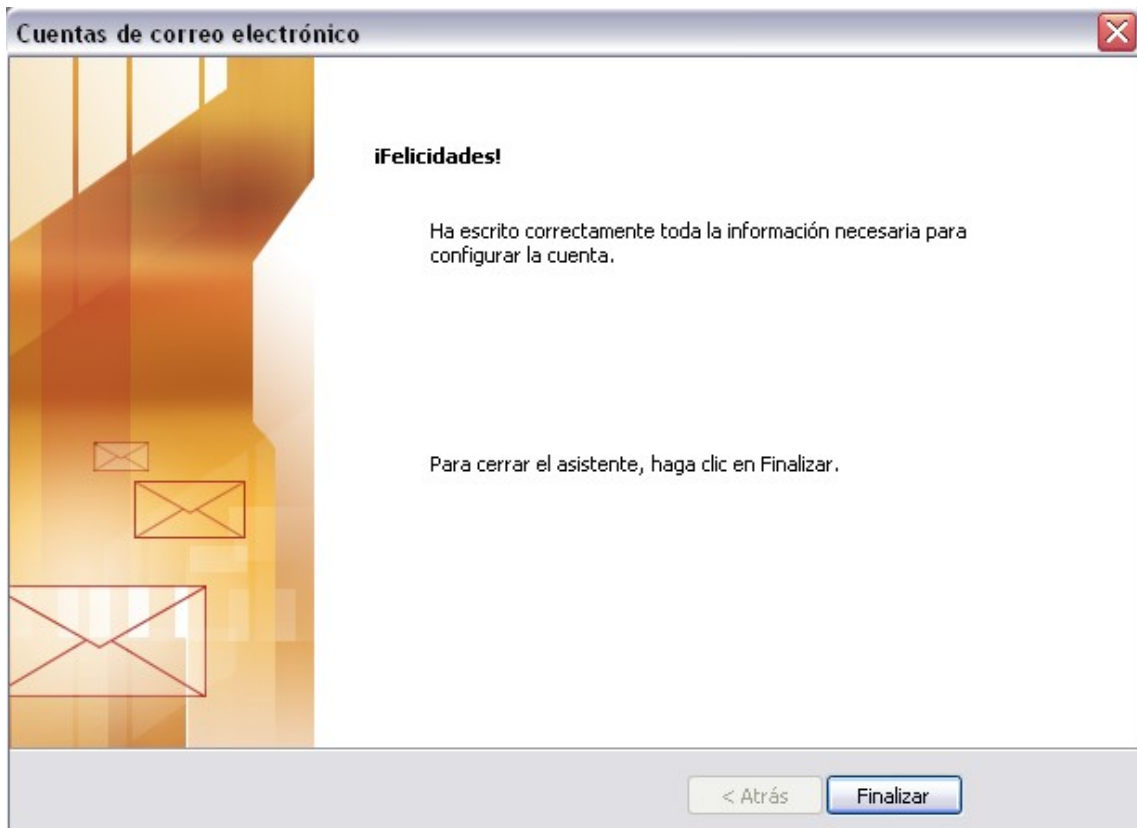 Cuentas de correo electrónico
¡Felicidades!
Ha escrito correctamente toda la información necesaria para
configurar la cuenta.
Para cerrar el asistente, haga clic en Finalizar.
< Atrás
Finalizar